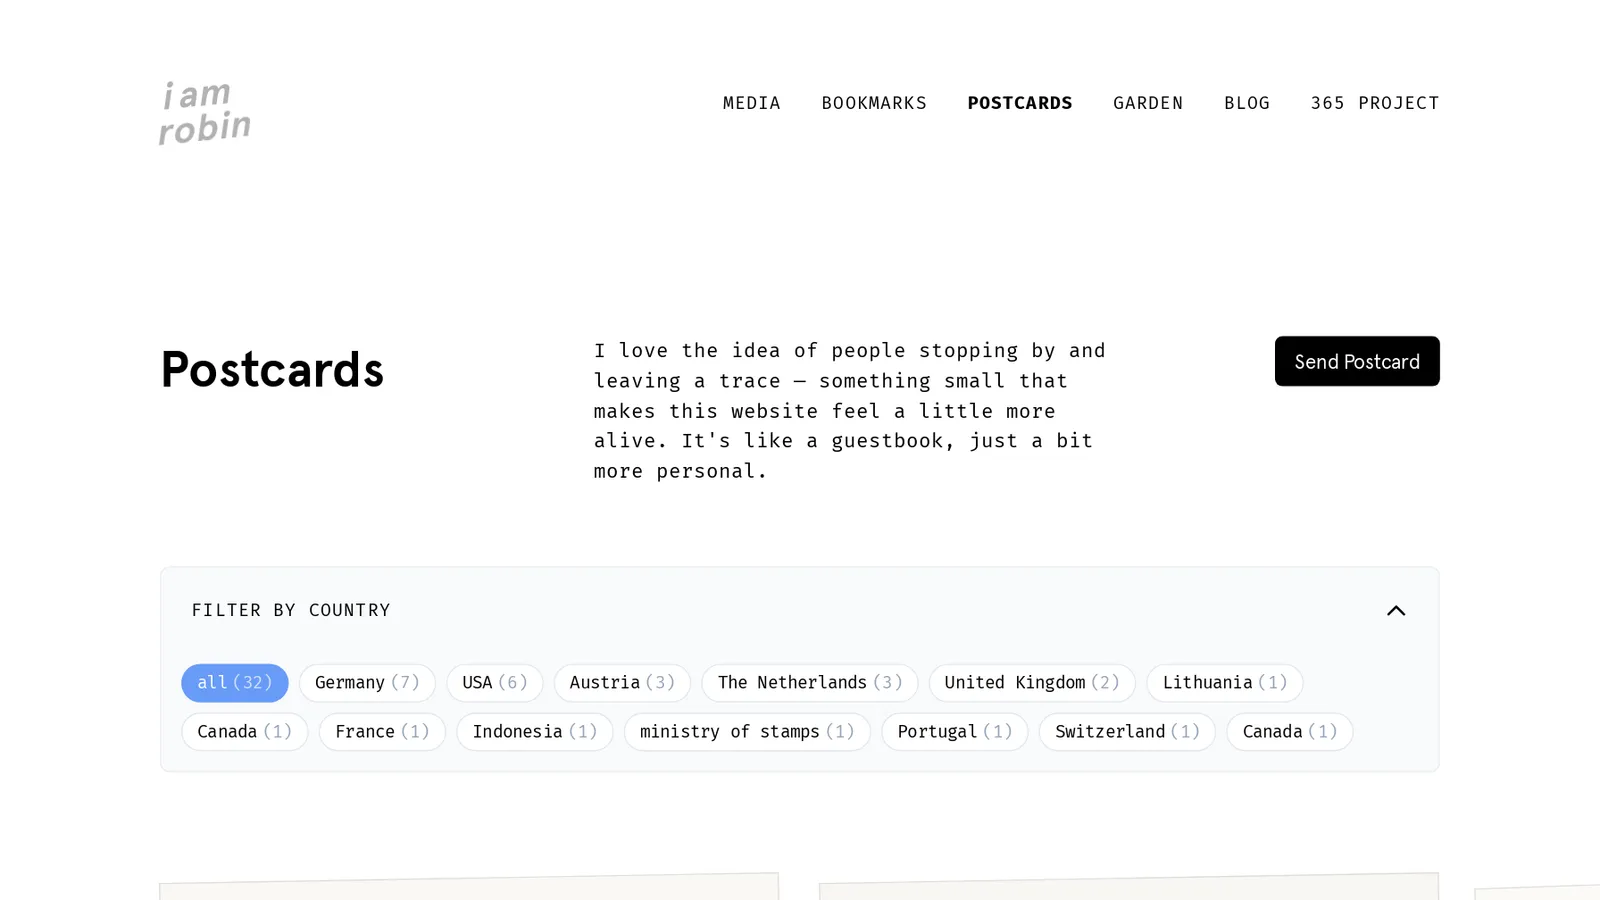 i am
robin
MEDIA BOOKMARKS POSTCARDS GARDEN BLOG 365 PROJECT
Postcards
I love the idea of people stopping by and
leaving a trace — something small that
makes this website feel a little more
alive. It's like a guestbook, just a bit
more personal.
Send Postcard
FILTER BY COUNTRY
all (32) Germany (7) USA (6) Austria (3) The Netherlands (3) United Kingdom (2) Lithuania (1)
Canada (1) France (1) Indonesia (1) ministry of stamps (1) Portugal (1) Switzerland (1) Canada (1)